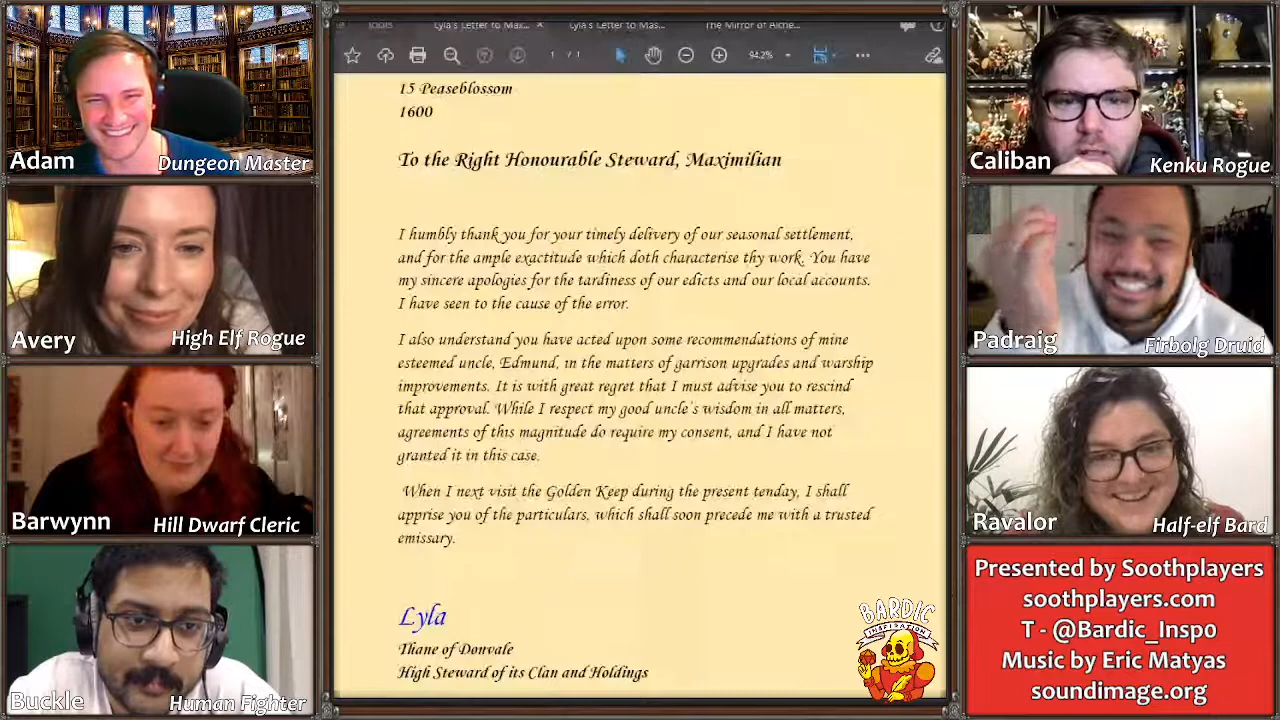 Tools
Lyla's Letter to Max...
Lyla's Letter to Mas...
The Mirror of Alche...
1 / 1
94.2%
15 Peaseblossom
1600
To the Right Honourable Steward, Maximilian
I humbly thank you for your timely delivery of our seasonal settlement,
and for the ample exactitude which doth characterise thy work. You have
my sincere apologies for the tardiness of our edicts and our local accounts.
I have seen to the cause of the error.
I also understand you have acted upon some recommendations of mine
esteemed uncle, Edmund, in the matters of garrison upgrades and warship
improvements. It is with great regret that I must advise you to rescind
that approval. While I respect my good uncle's wisdom in all matters,
agreements of this magnitude do require my consent, and I have not
granted it in this case.
When I next visit the Golden Keep during the present tenday, I shall
apprise you of the particulars, which shall soon precede me with a trusted
emissary.
Lyla
Thane of Donvale
High Steward of its Clan and Holdings
BARDIC
INSPIRATION
Adam
Dungeon Master
Avery
High Elf Rogue
Barwynn
Hill Dwarf Cleric
Buckle
Human Fighter
Caliban
Kenku Rogue
Padraig
Firbolg Druid
Ravalor
Half-elf Bard
Presented by Soothplayers
soothplayers.com
T - @Bardic_Insp0
Music by Eric Matyas
soundimage.org